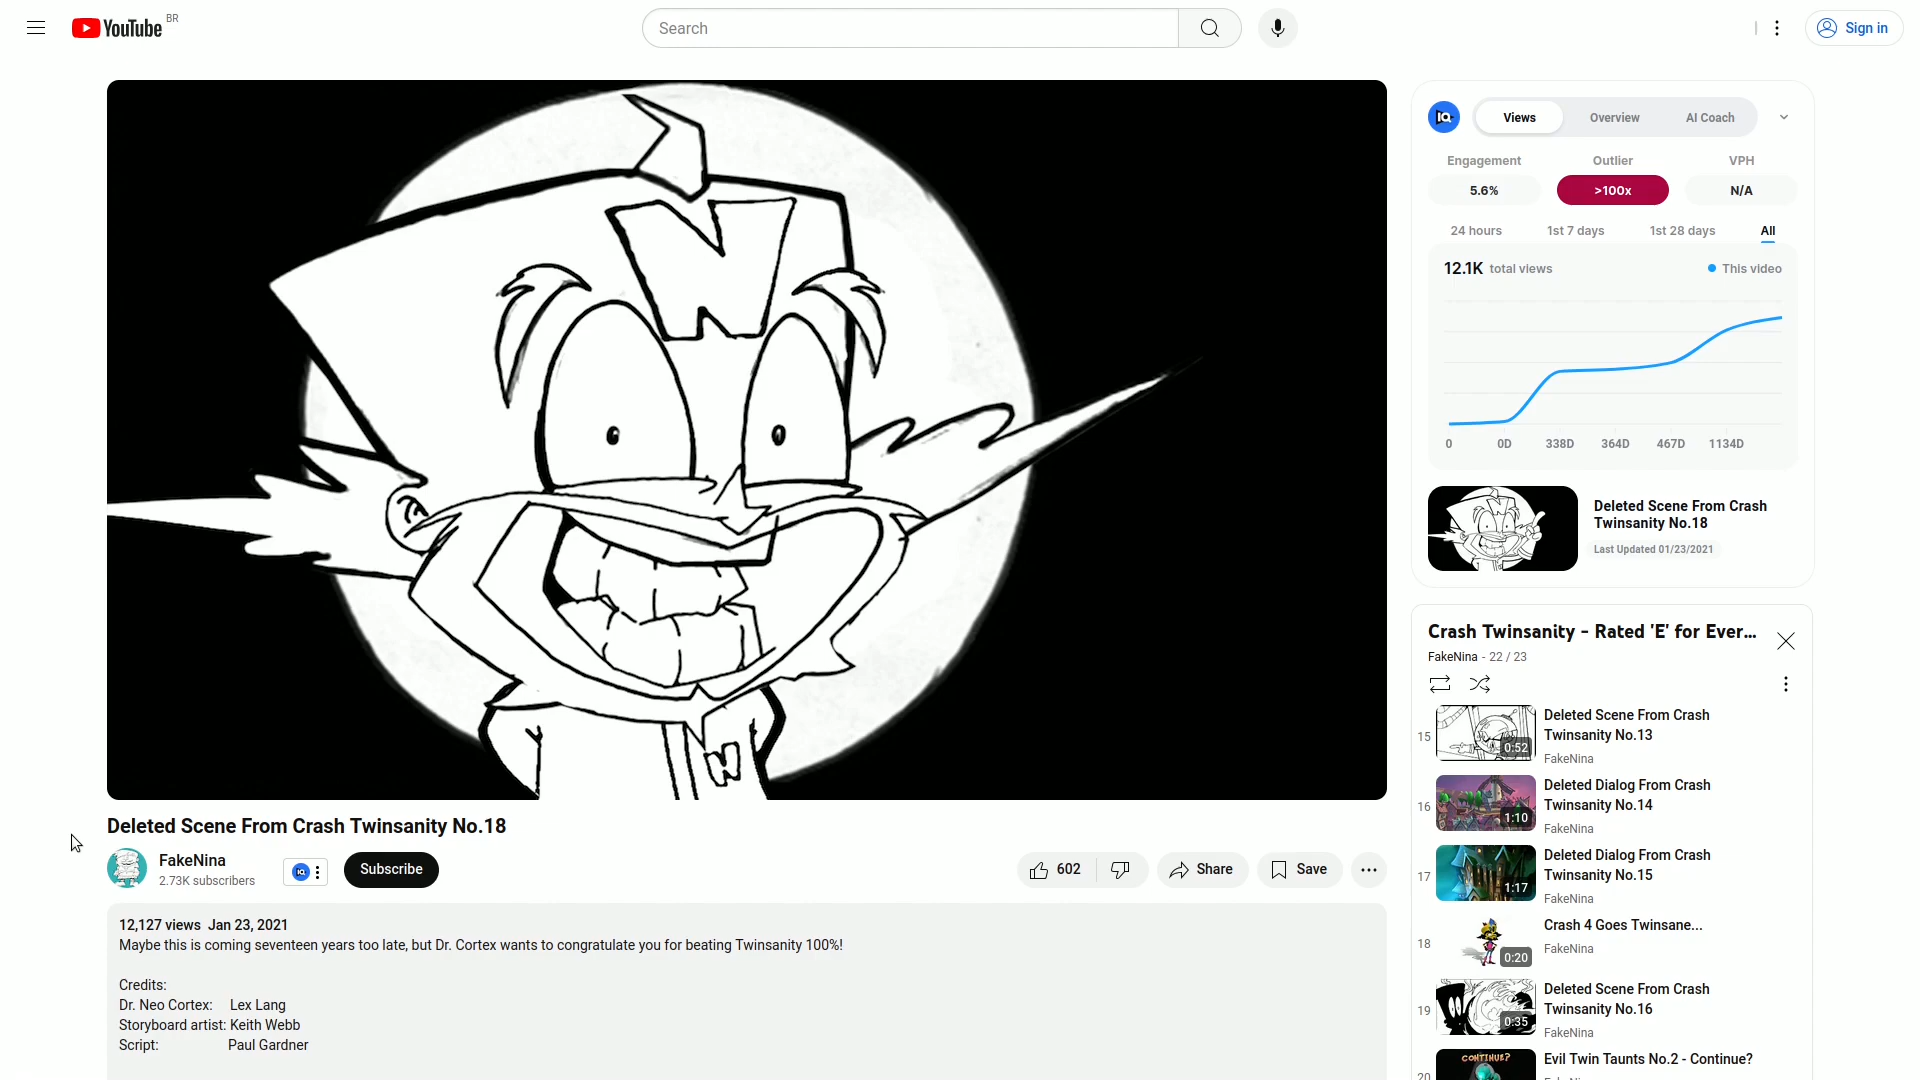 YouTube BR
Search
Sign in
N
N
Views Overview AI Coach
Engagement Outlier VPH
5.6% >100x N/A
24 hours 1st 7 days 1st 28 days All
12.1K total views This video
0 0D 338D 364D 467D 1134D
Deleted Scene From Crash
Twinsanity No.18
Last Updated 01/23/2021
Crash Twinsanity - Rated 'E' for Ever...
FakeNina - 22 / 23
15 0:52 Deleted Scene From Crash
Twinsanity No.13
FakeNina
16 1:10 Deleted Dialog From Crash
Twinsanity No.14
FakeNina
17 1:17 Deleted Dialog From Crash
Twinsanity No.15
FakeNina
18 0:20 Crash 4 Goes Twinsane...
FakeNina
19 0:35 Deleted Scene From Crash
Twinsanity No.16
FakeNina
20 CONTINUE? Evil Twin Taunts No.2 - Continue?
Deleted Scene From Crash Twinsanity No.18
FakeNina
2.73K subscribers
Subscribe
602 Share Save
12,127 views Jan 23, 2021
Maybe this is coming seventeen years too late, but Dr. Cortex wants to congratulate you for beating Twinsanity 100%!
Credits:
Dr. Neo Cortex: Lex Lang
Storyboard artist: Keith Webb
Script: Paul Gardner